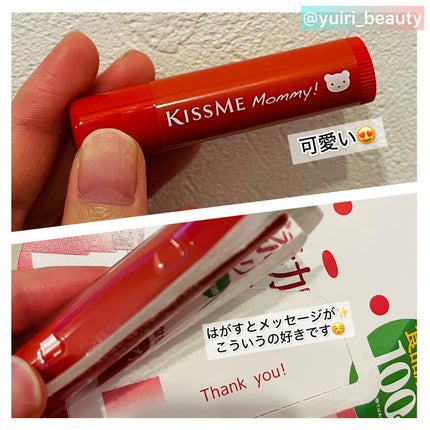 @yuiri_beauty
KISSME Mommy!
可愛い😍
はがすとメッセージが✨
こういうの好きです☺️
Thank you!
100